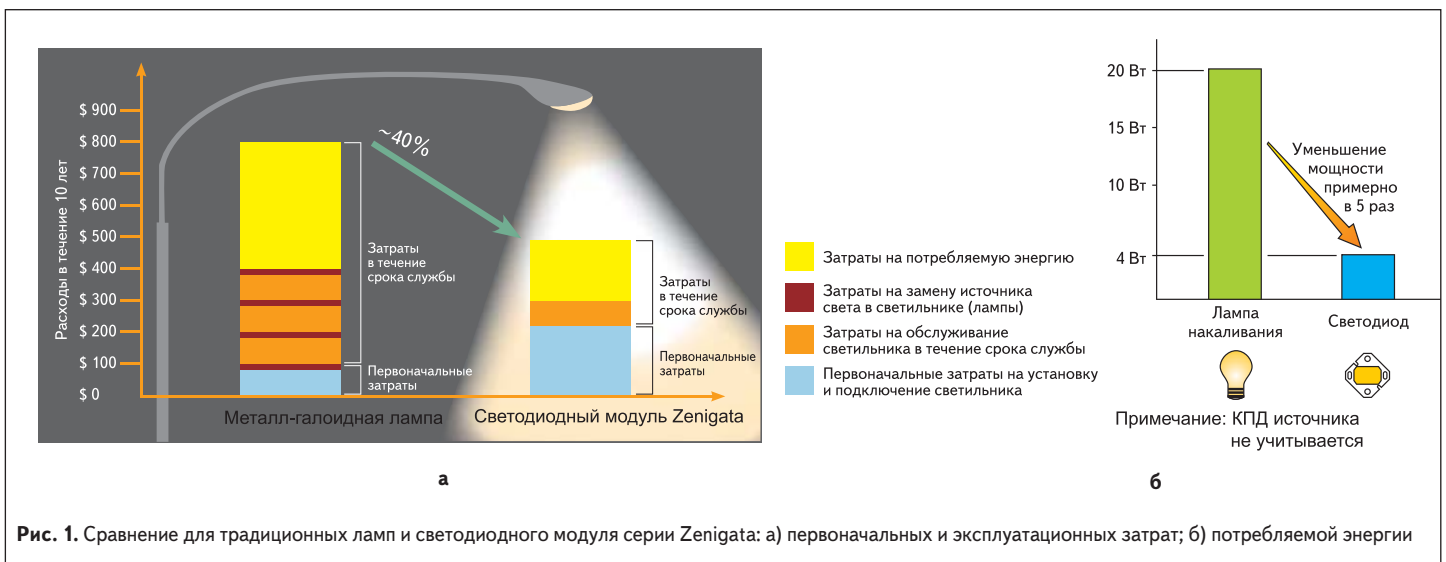 Расходы в течение 10 лет
$ 900
$ 800
$ 700
$ 600
$ 500
$ 400
$ 300
$ 200
$ 100
$ 0
~40%
Затраты
в течение
срока службы
Первоначальные
затраты
Затраты
в течение
срока службы
Первоначальные
затраты
Металл-галоидная лампа
Светодиодный модуль Zenigata
Затраты на потребляемую энергию
Затраты на замену источника
света в светильнике (лампы)
Затраты на обслуживание
светильника в течение срока службы
Первоначальные затраты на установку
и подключение светильника
а
20 Вт
15 Вт
10 Вт
4 Вт
Уменьшение
мощности
примерно
в 5 раз
Лампа
накаливания
Светодиод
Примечание: КПД источника
не учитывается
б
Рис. 1. Сравнение для традиционных ламп и светодиодного модуля серии Zenigata: а) первоначальных и эксплуатационных затрат; б) потребляемой энергии